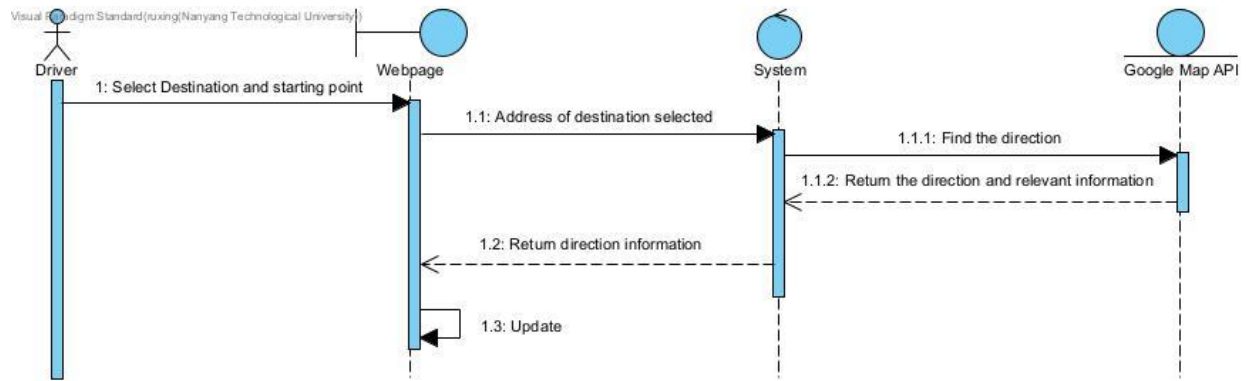 Visual Paradigm Standard(ruxing(Nanyang Technological University))
Driver
Webpage
System
Google Map API
1: Select Destination and starting point
1.1: Address of destination selected
1.1.1: Find the direction
1.1.2: Return the direction and relevant information
1.2: Return direction information
1.3: Update